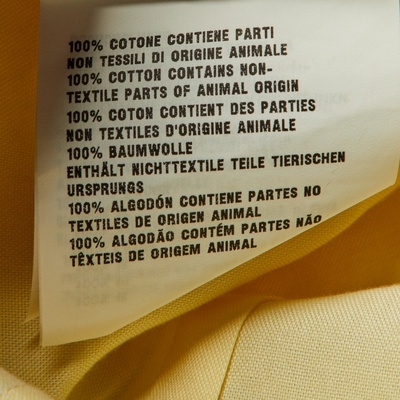 100% COTONE CONTIENE PARTI
NON TESSILI DI ORIGINE ANIMALE
100% COTTON CONTAINS NON-
TEXTILE PARTS OF ANIMAL ORIGIN
100% COTON CONTIENT DES PARTIES
NON TEXTILES D'ORIGINE ANIMALE
100% BAUMWOLLE
ENTHÄLT NICHTTEXTILE TEILE TIERISCHEN
URSPRUNGS
100% ALGODÓN CONTIENE PARTES NO
TEXTILES DE ORIGEN ANIMAL
100% ALGODÃO CONTÉM PARTES NÃO
TÊXTEIS DE ORIGEM ANIMAL